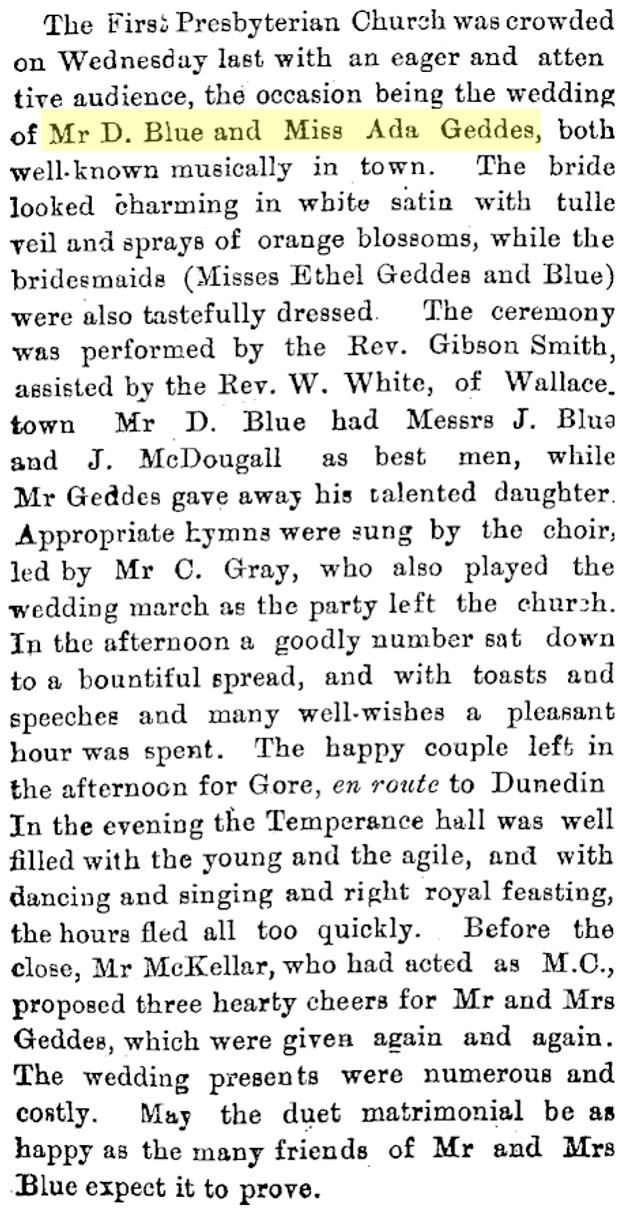 The First Presbyterian Church was crowded
on Wednesday last with an eager and atten
tive audience, the occasion being the wedding
of Mr D. Blue and Miss Ada Geddes, both
well-known musically in town. The bride
looked charming in white satin with tulle
veil and sprays of orange blossoms, while the
bridesmaids (Misses Ethel Geddes and Blue)
were also tastefully dressed. The ceremony
was performed by the Rev. Gibson Smith,
assisted by the Rev. W. White, of Wallace.
town Mr D. Blue had Messrs J. Blue
and J. McDougall as best men, while
Mr Geddes gave away his talented daughter.
Appropriate hymns were sung by the choir,
led by Mr C. Gray, who also played the
wedding march as the party left the church.
In the afternoon a goodly number sat down
to a bountiful spread, and with toasts and
speeches and many well-wishes a pleasant
hour was spent. The happy couple left in
the afternoon for Gore, en route to Dunedin
In the evening the Temperance hall was well
filled with the young and the agile, and with
dancing and singing and right royal feasting,
the hours fled all too quickly. Before the
close, Mr McKellar, who had acted as M.C.,
proposed three hearty cheers for Mr and Mrs
Geddes, which were given again and again.
The wedding presents were numerous and
costly. May the duet matrimonial be as
happy as the many friends of Mr and Mrs
Blue expect it to prove.